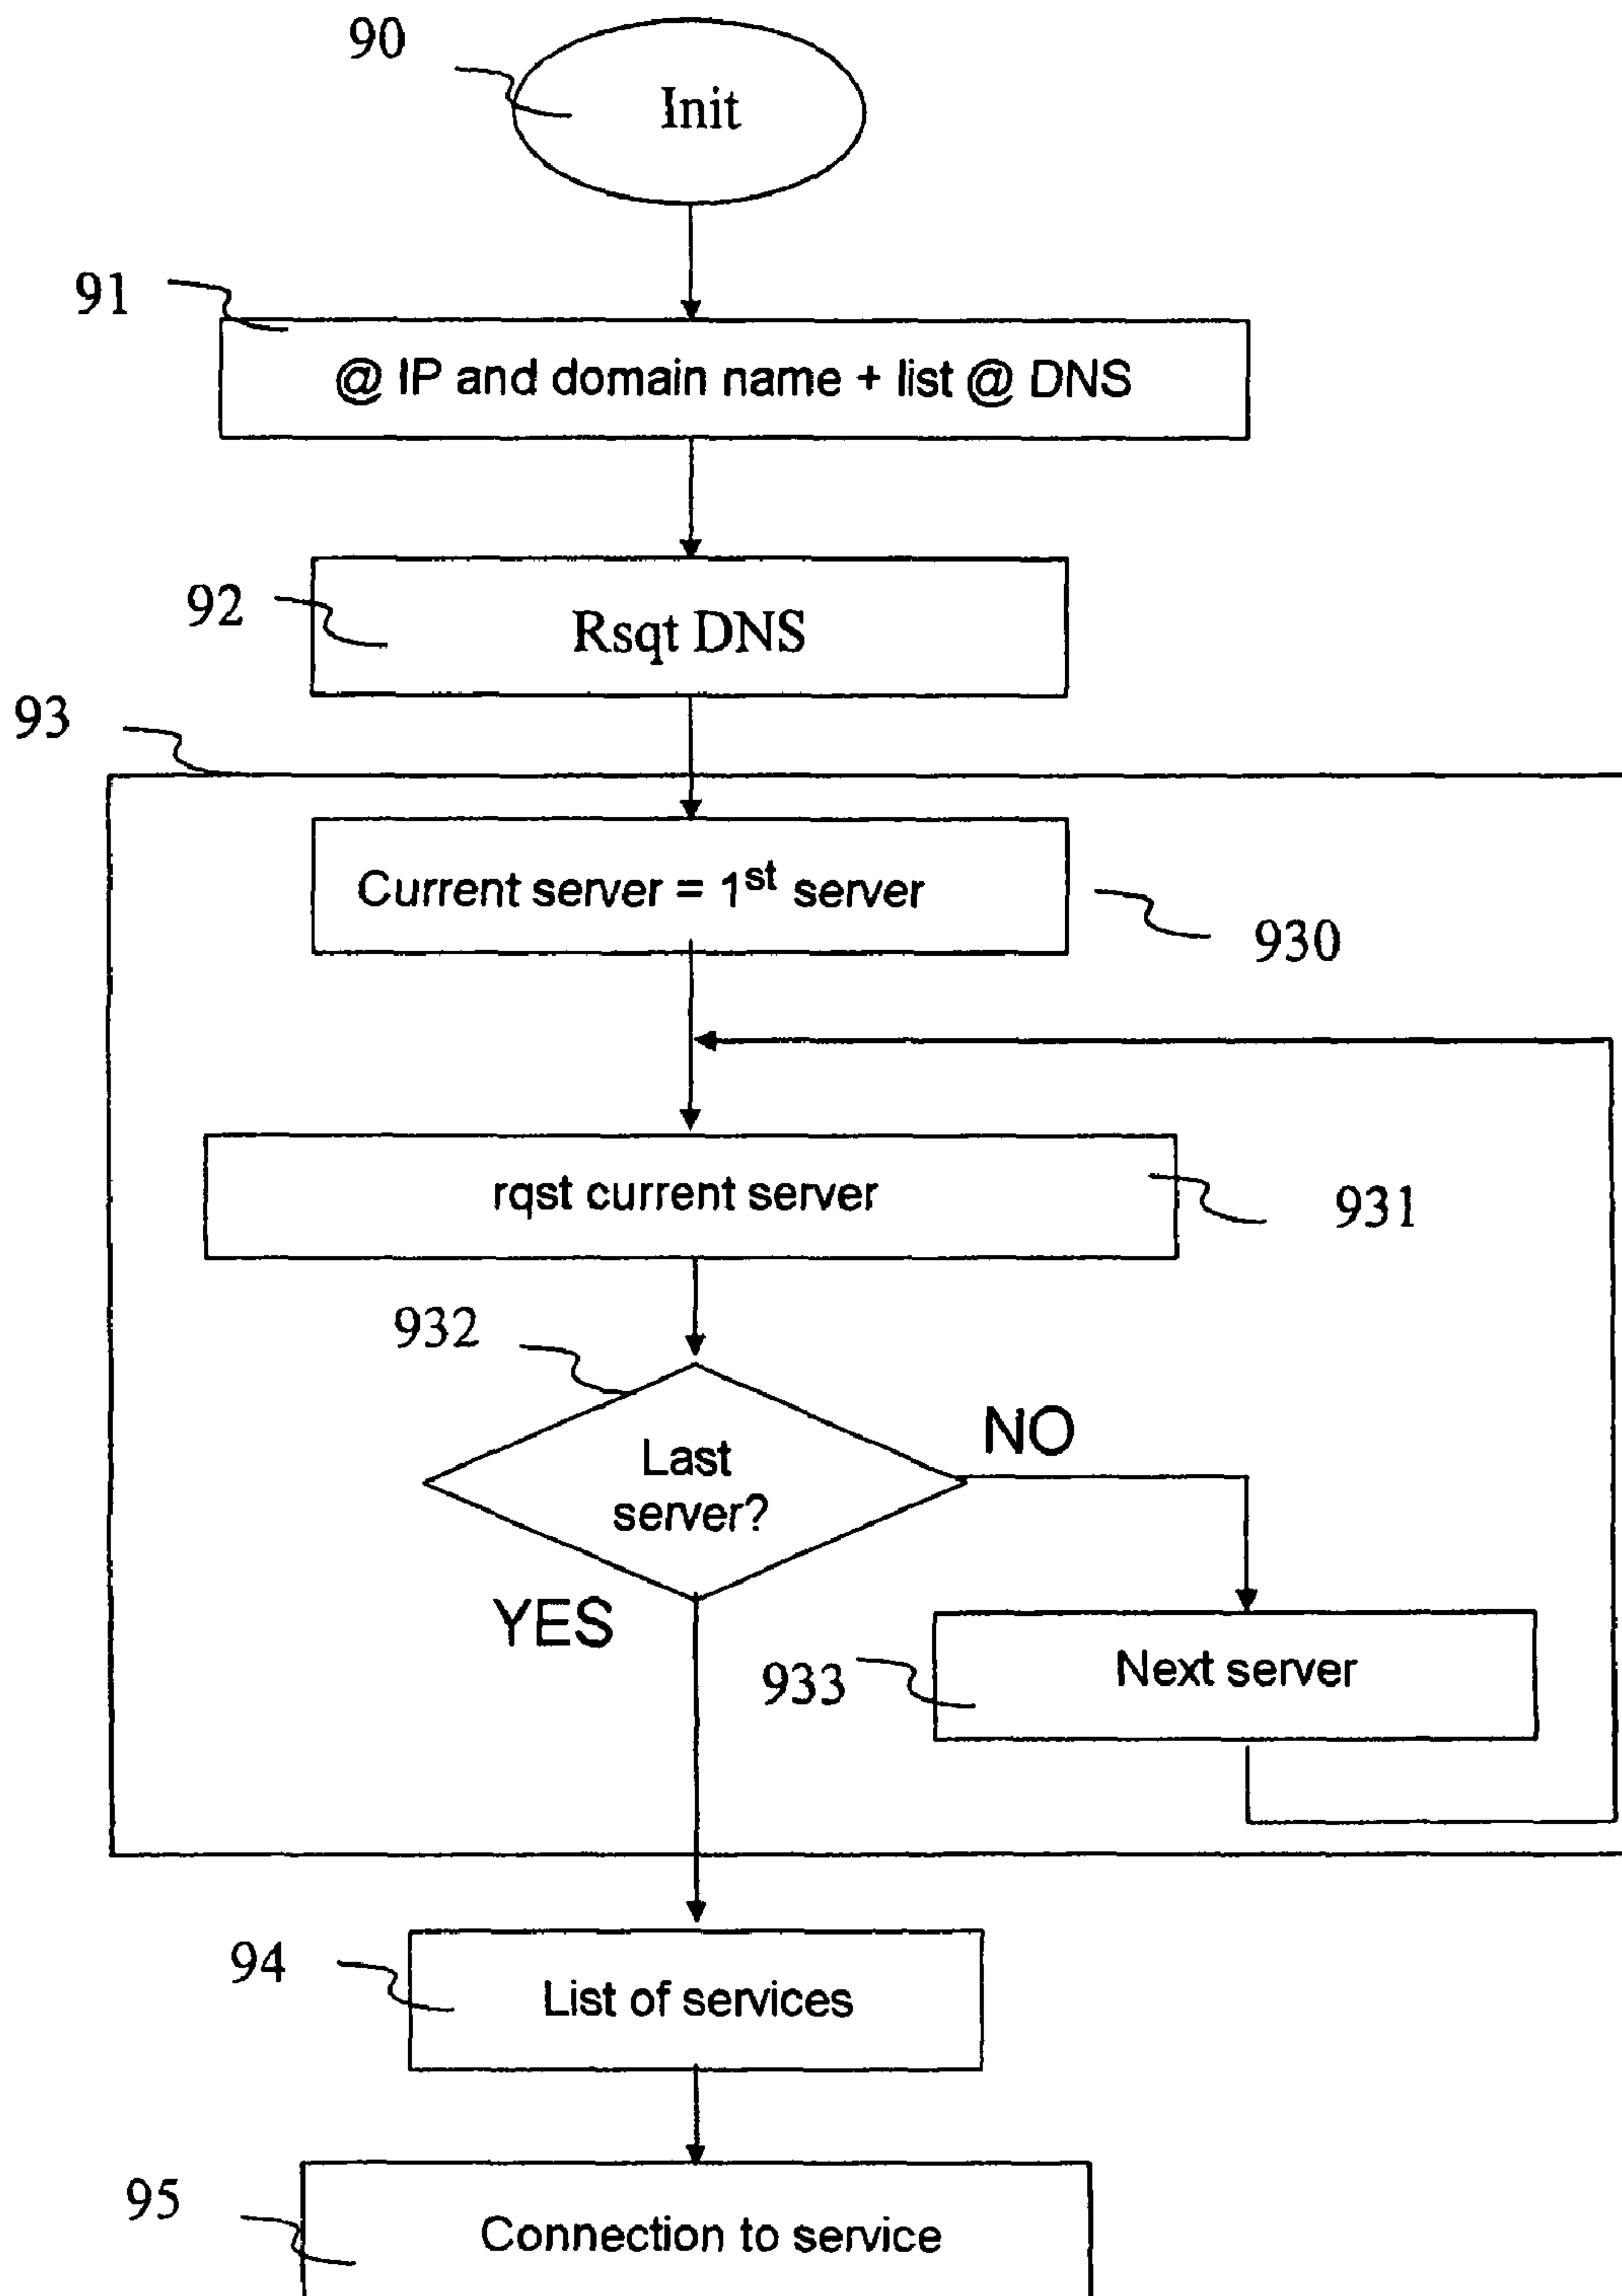 90
Init
91
@ IP and domain name + list @ DNS
92
Rsqt DNS
93
Current server = 1st server
930
rqst current server
931
932
Last
server?
NO
YES
Next server
933
94
List of services
95
Connection to service